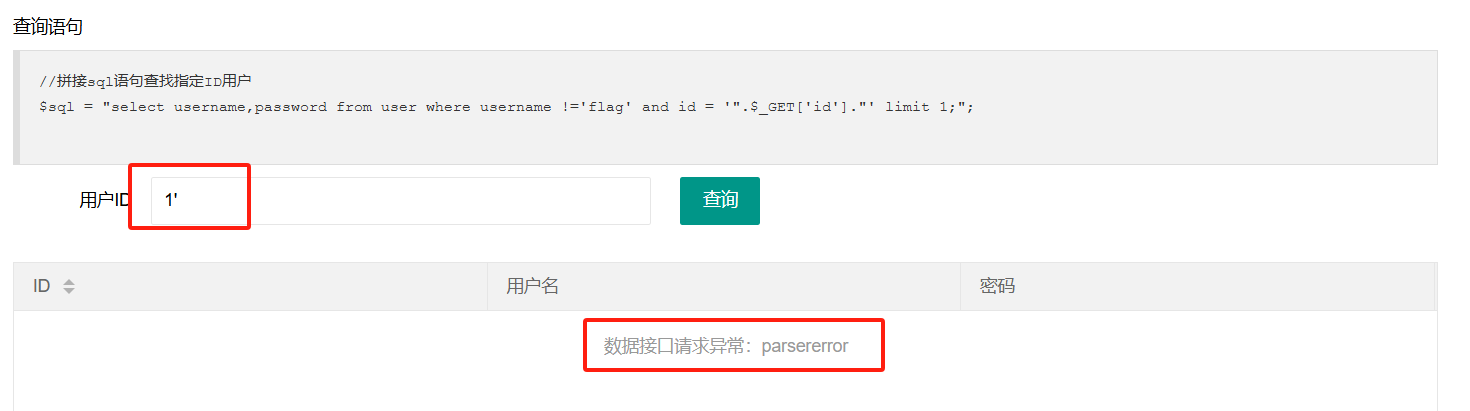 查询语句
//拼接sql语句查找指定ID用户
$sql = "select username,password from user where username !='flag' and id = '".$_GET['id']."' limit 1;";
用户ID 1' 查询
ID 用户名 密码
数据接口请求异常：parsererror